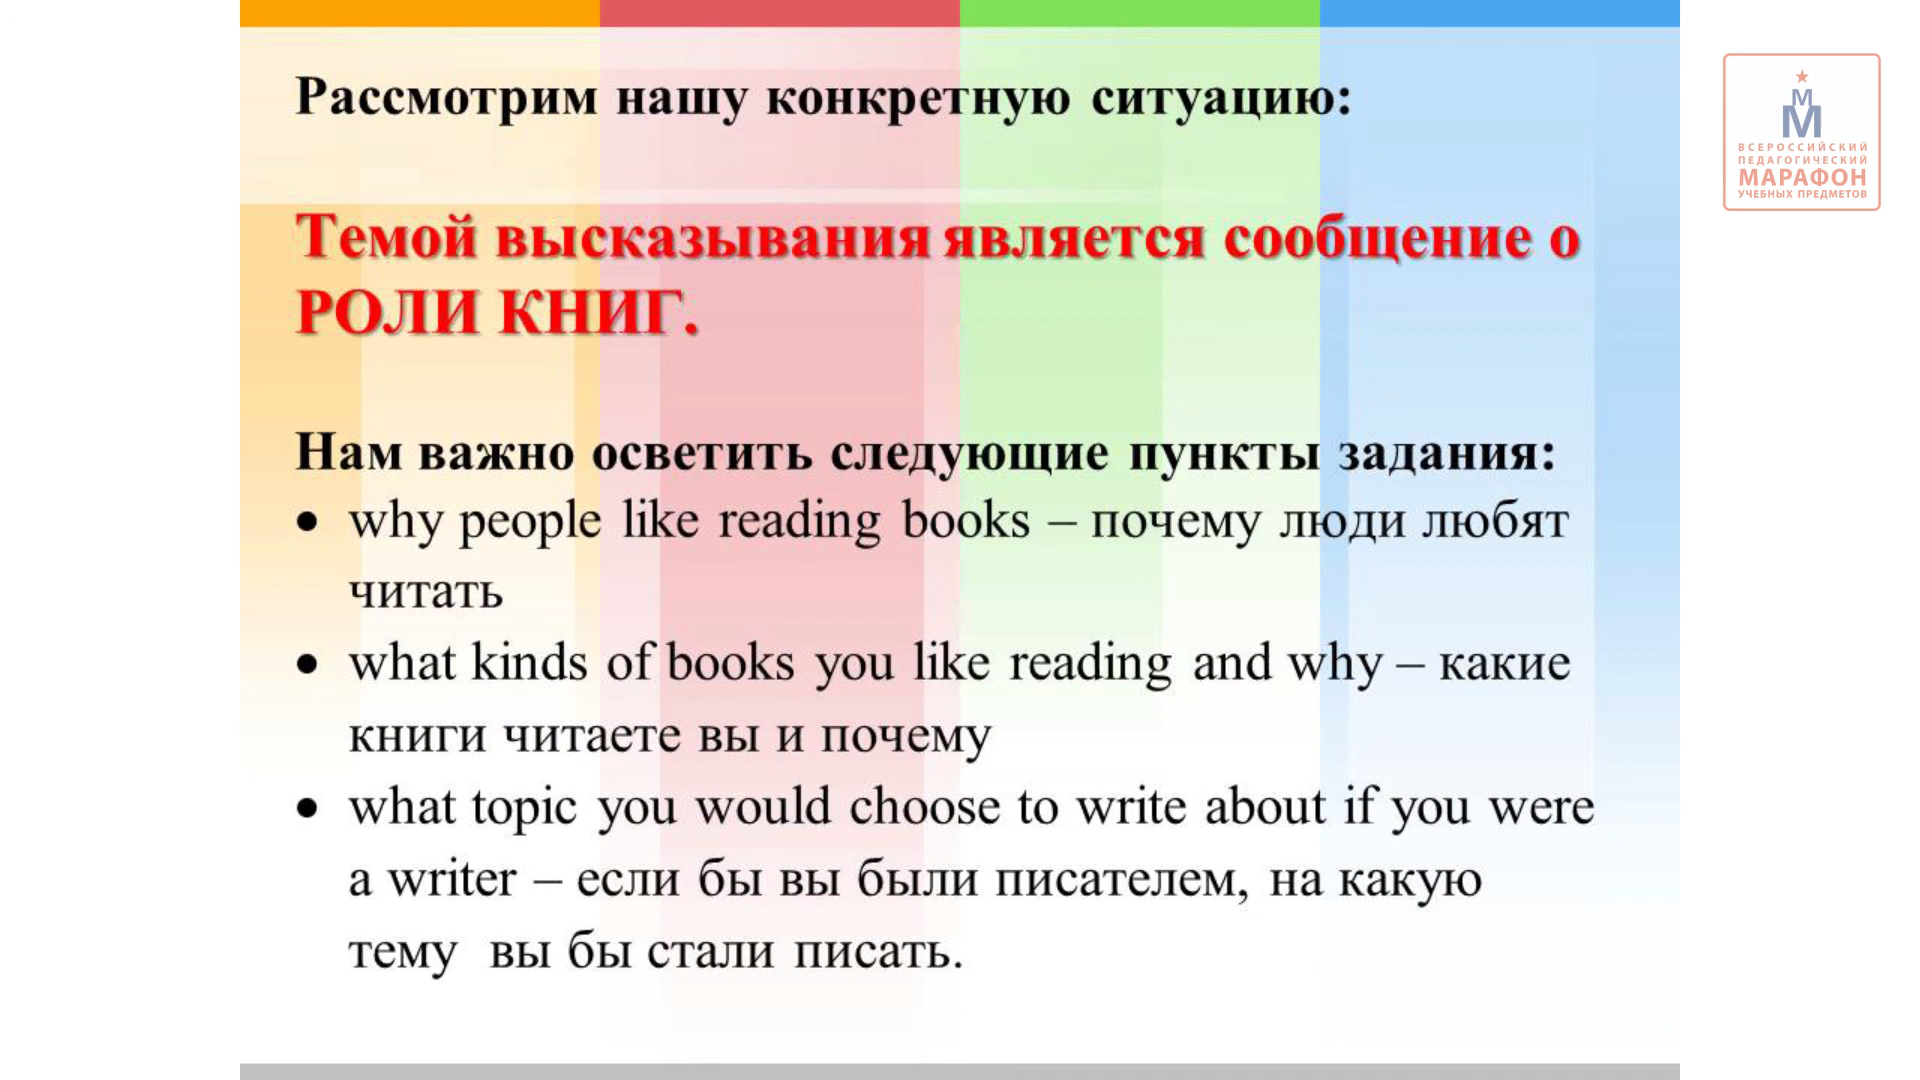 Рассмотрим нашу конкретную ситуацию:
Темой высказывания является сообщение о
РОЛИ КНИГ.
Нам важно осветить следующие пункты задания:
• why people like reading books – почему люди любят
читать
• what kinds of books you like reading and why – какие
книги читаете вы и почему
• what topic you would choose to write about if you were
a writer – если бы вы были писателем, на какую
тему вы бы стали писать.
М
М
ВСЕРОССИЙСКИЙ
ПЕДАГОГИЧЕСКИЙ
МАРАФОН
УЧЕБНЫХ ПРЕДМЕТОВ